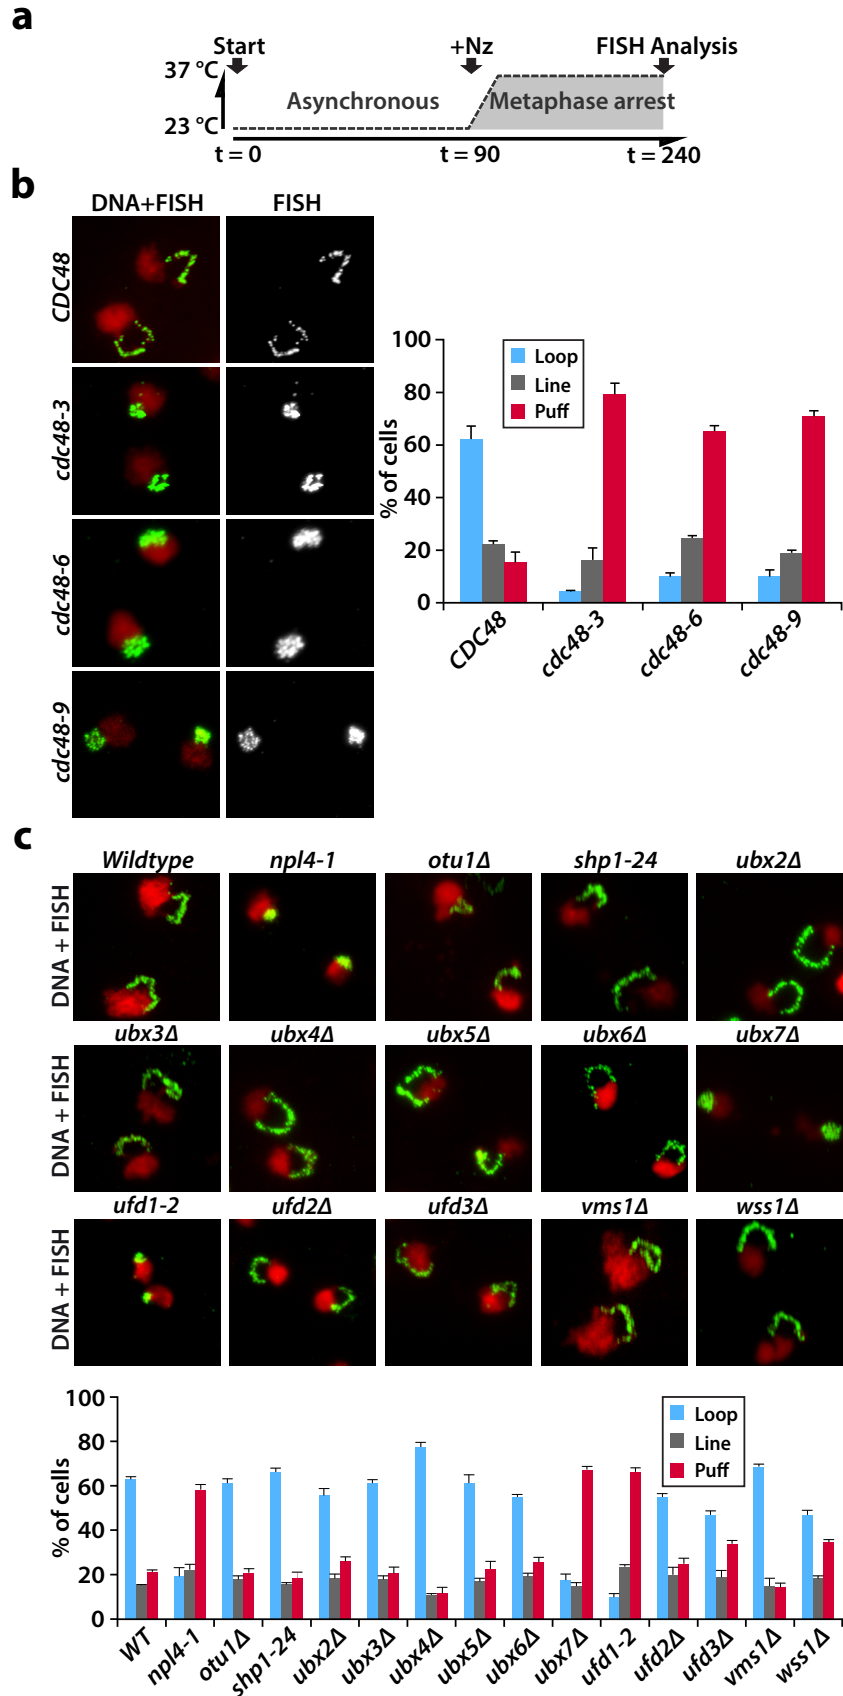 a
Start
+Nz
FISH Analysis
37 °C
Asynchronous
Metaphase arrest
23 °C
t = 0
t = 90
t = 240
b
DNA+FISH
FISH
CDC48
cdc48-3
cdc48-6
cdc48-9
% of cells
100
80
60
40
20
0
Loop
Line
Puff
CDC48
cdc48-3
cdc48-6
cdc48-9
c
Wildtype
npl4-1
otu1Δ
shp1-24
ubx2Δ
DNA + FISH
ubx3Δ
ubx4Δ
ubx5Δ
ubx6Δ
ubx7Δ
DNA + FISH
ufd1-2
ufd2Δ
ufd3Δ
vms1Δ
wss1Δ
DNA + FISH
% of cells
100
80
60
40
20
0
Loop
Line
Puff
WT
npl4-1
otu1Δ
shp1-24
ubx2Δ
ubx3Δ
ubx4Δ
ubx5Δ
ubx6Δ
ubx7Δ
ufd1-2
ufd2Δ
ufd3Δ
vms1Δ
wss1Δ